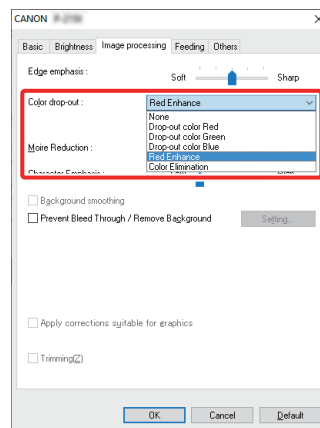 CANON
Basic Brightness Image processing Feeding Others
Edge emphasis :
Soft Sharp
Color drop-out : Red Enhance
None
Drop-out color Red
Drop-out color Green
Moire Reduction : Drop-out color Blue
Red Enhance
Color Elimination
Background smoothing
Prevent Bleed Through / Remove Background Setting...
Apply corrections suitable for graphics
Trimming(Z)
OK Cancel Default